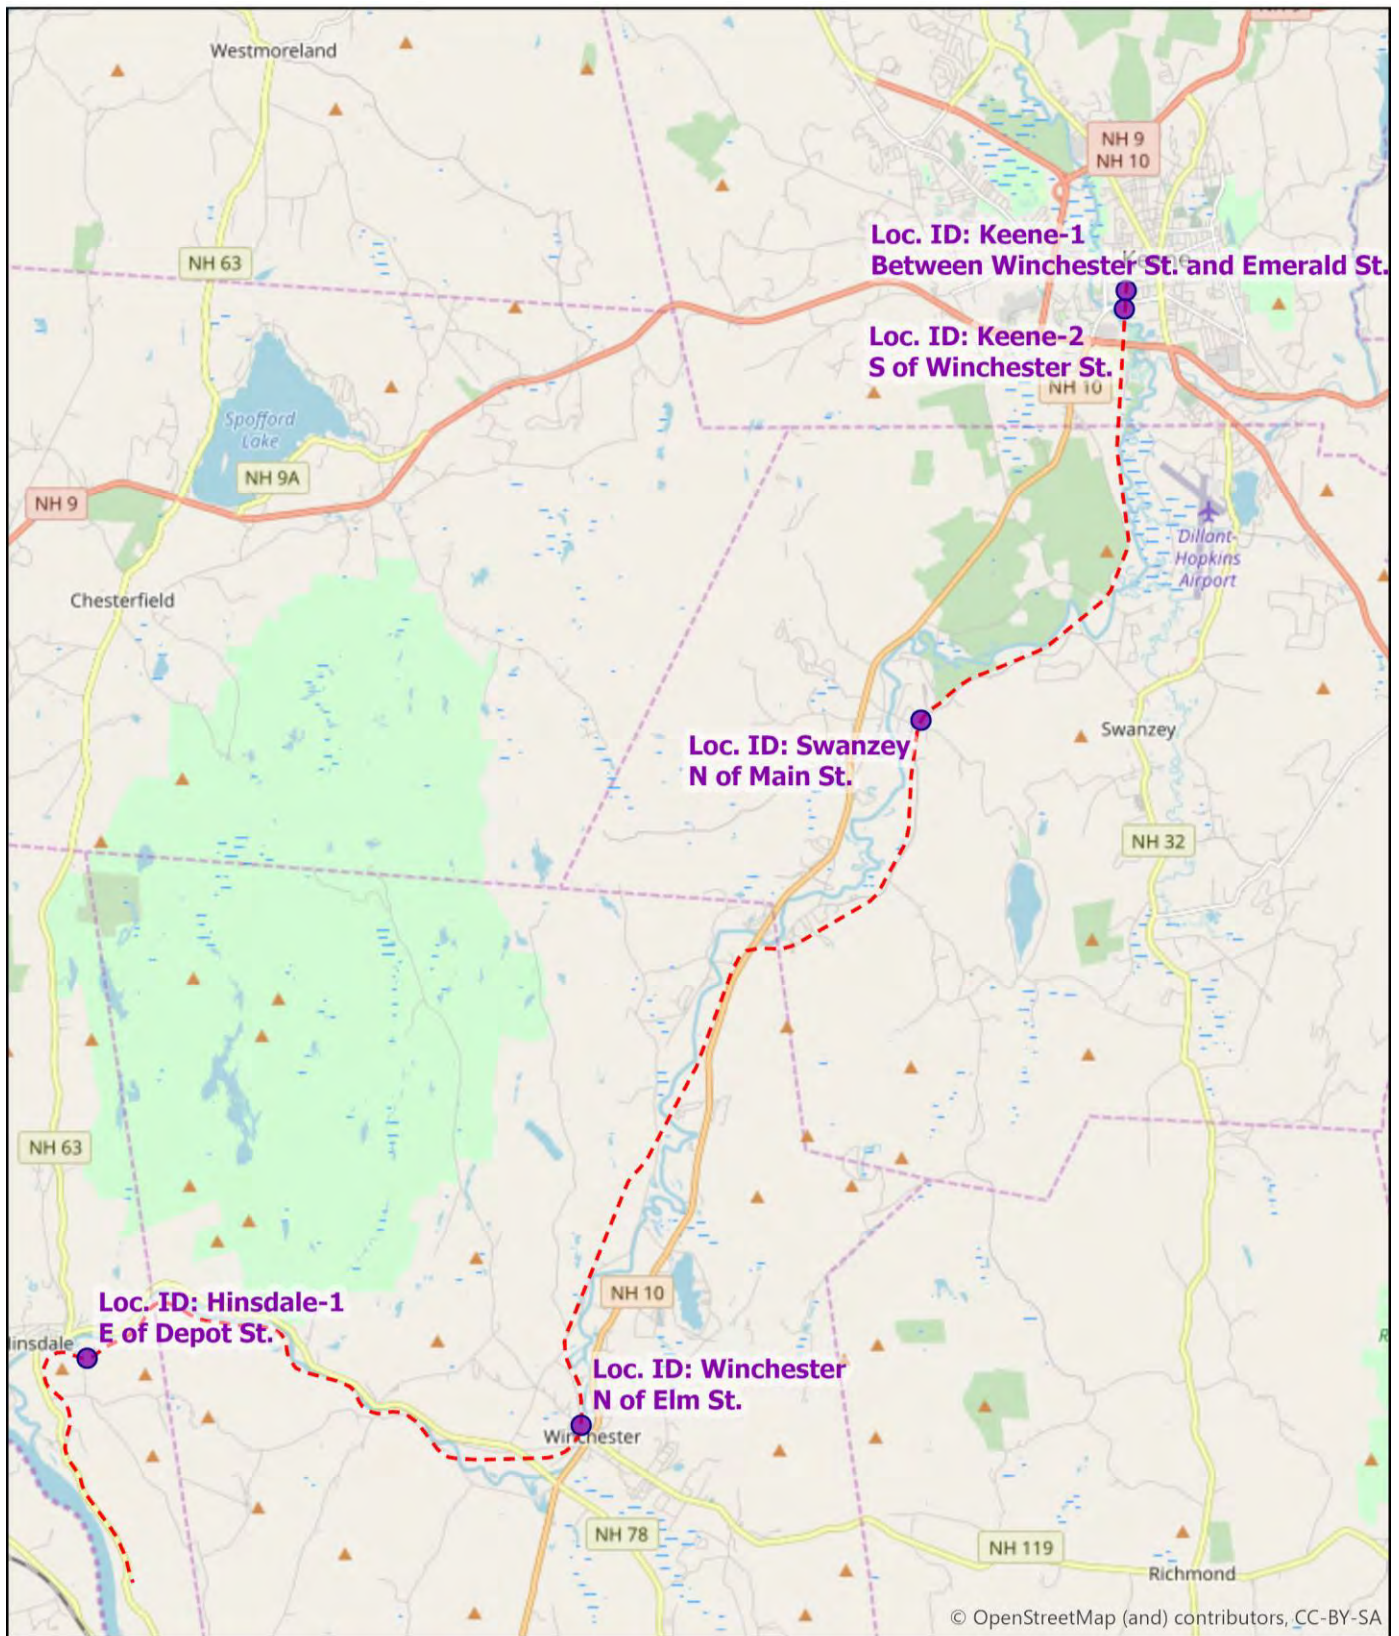 Westmoreland
NH 9
NH 10
Loc. ID: Keene-1
Between Winchester St. and Emerald St.
Keene
NH 63
Loc. ID: Keene-2
S of Winchester St.
NH 10
Spofford
Lake
NH 9A
NH 9
Dillant-
Hopkins
Airport
Chesterfield
Loc. ID: Swanzey
N of Main St.
Swanzey
NH 32
NH 63
Loc. ID: Hinsdale-1
E of Depot St.
linsdale
NH 10
Loc. ID: Winchester
N of Elm St.
Winchester
NH 78
NH 119
Richmond
© OpenStreetMap (and) contributors, CC-BY-SA